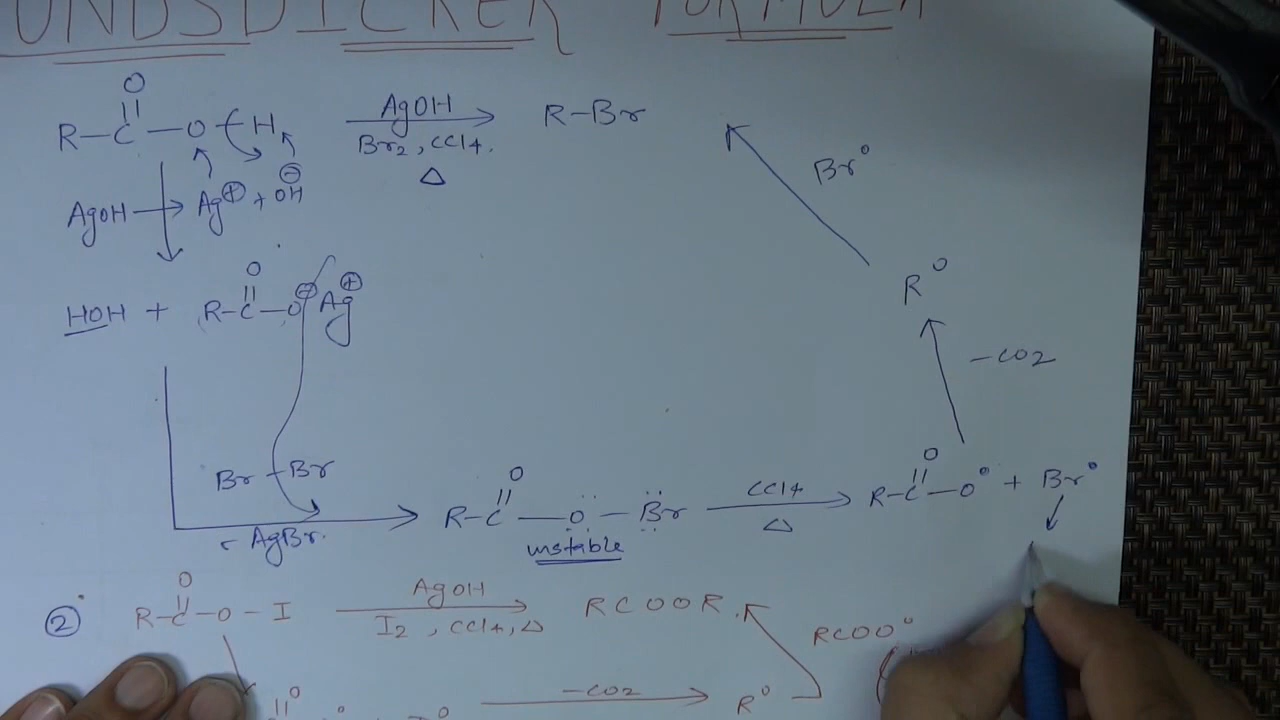 UNDSDICKER FORMULA
O
R-C-O-H AgOH R-Br
Br2, CCl4.
△
Br°
AgOH → Ag⊕ + OH⊖
R°
O
HOH + R-C-O Ag⊕
-CO2
Br-Br
O
R-C-O° + Br°
O
R-C-O-Br CCl4
△
AgBr.
unstable
② O
R-C-O-I AgOH RCOOR.
I2, CCl4, △
RCOO°
-CO2 R°
O